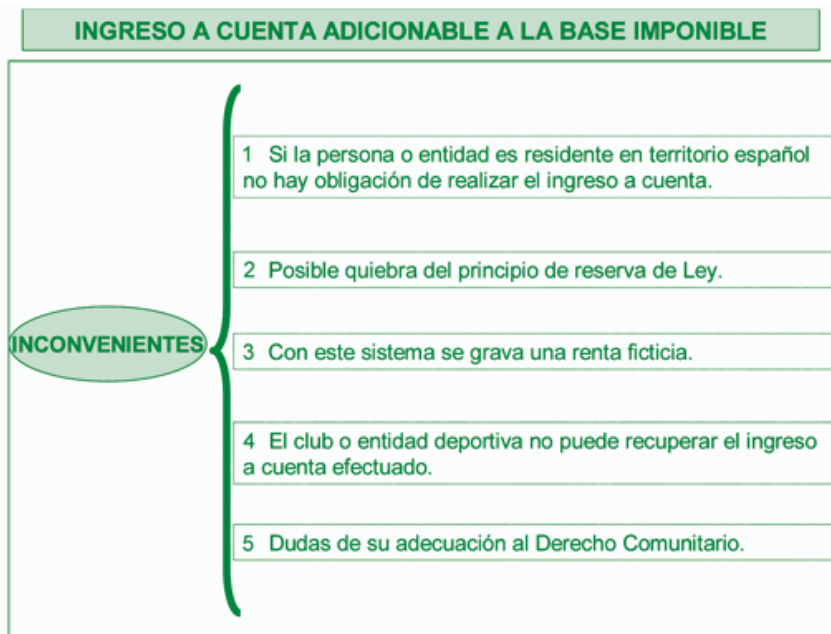 INGRESO A CUENTA ADICIONABLE A LA BASE IMPONIBLE
INCONVENIENTES
1 Si la persona o entidad es residente en territorio español
no hay obligación de realizar el ingreso a cuenta.
2 Posible quiebra del principio de reserva de Ley.
3 Con este sistema se grava una renta ficticia.
4 El club o entidad deportiva no puede recuperar el ingreso
a cuenta efectuado.
5 Dudas de su adecuación al Derecho Comunitario.